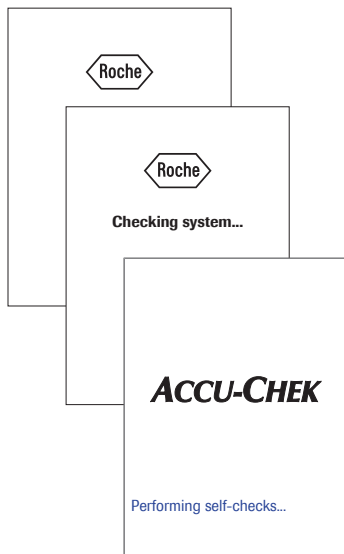 Roche
Roche
Checking system...
ACCU-CHEK
Performing self-checks...